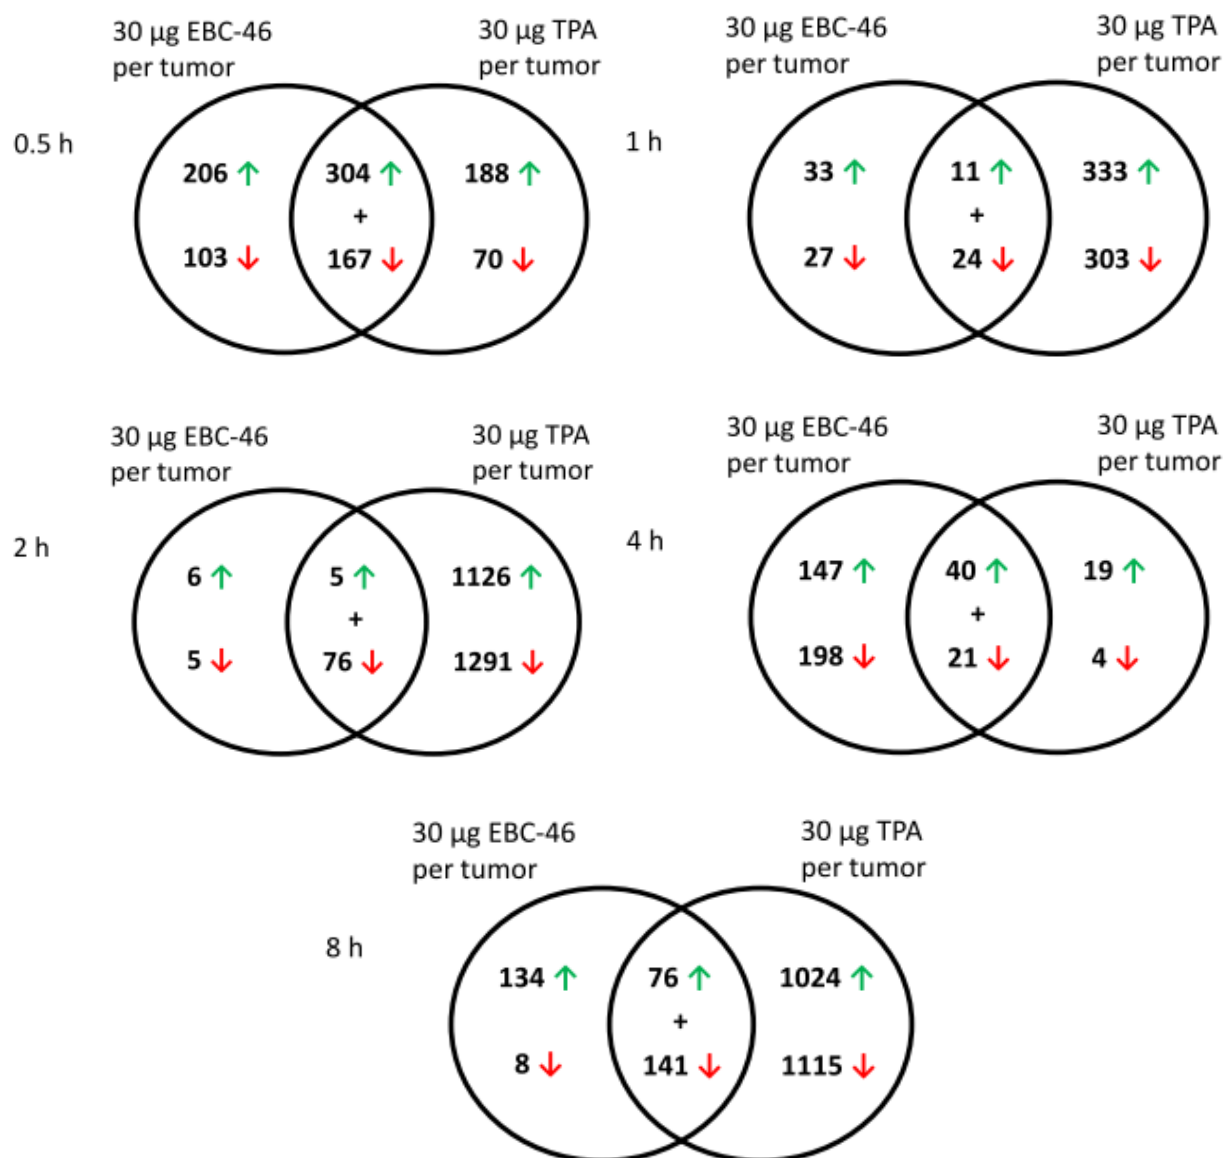 30 µg EBC-46
per tumor
30 µg TPA
per tumor
0.5 h
206 ↑ 304 ↑ 188 ↑
+
103 ↓ 167 ↓ 70 ↓
30 µg EBC-46
per tumor
30 µg TPA
per tumor
1 h
33 ↑ 11 ↑ 333 ↑
+
27 ↓ 24 ↓ 303 ↓
30 µg EBC-46
per tumor
30 µg TPA
per tumor
2 h
6 ↑ 5 ↑ 1126 ↑
+
5 ↓ 76 ↓ 1291 ↓
30 µg EBC-46
per tumor
30 µg TPA
per tumor
4 h
147 ↑ 40 ↑ 19 ↑
+
198 ↓ 21 ↓ 4 ↓
30 µg EBC-46
per tumor
30 µg TPA
per tumor
8 h
134 ↑ 76 ↑ 1024 ↑
+
8 ↓ 141 ↓ 1115 ↓